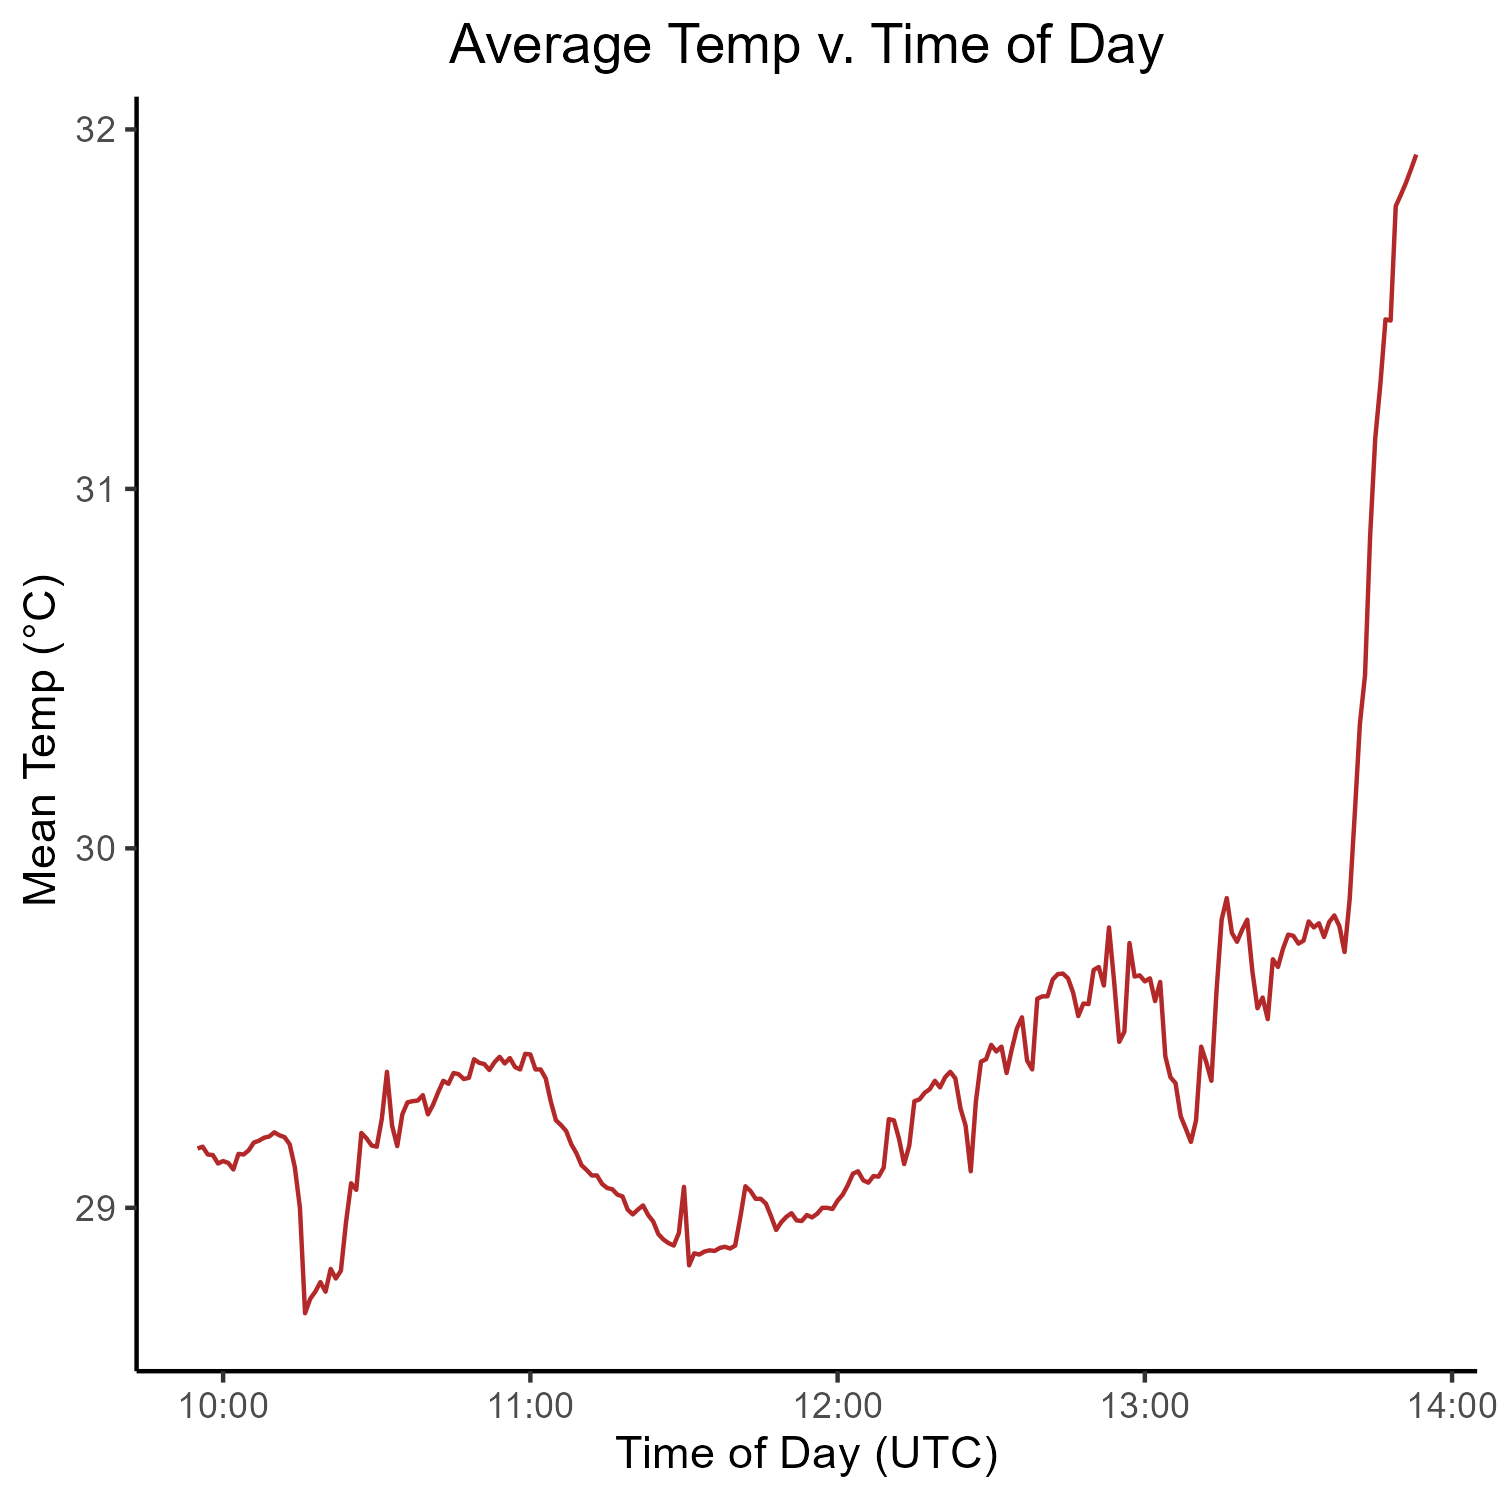 Average Temp v. Time of Day
32
31
30
29
Mean Temp (°C)
10:00 11:00 12:00 13:00 14:00
Time of Day (UTC)